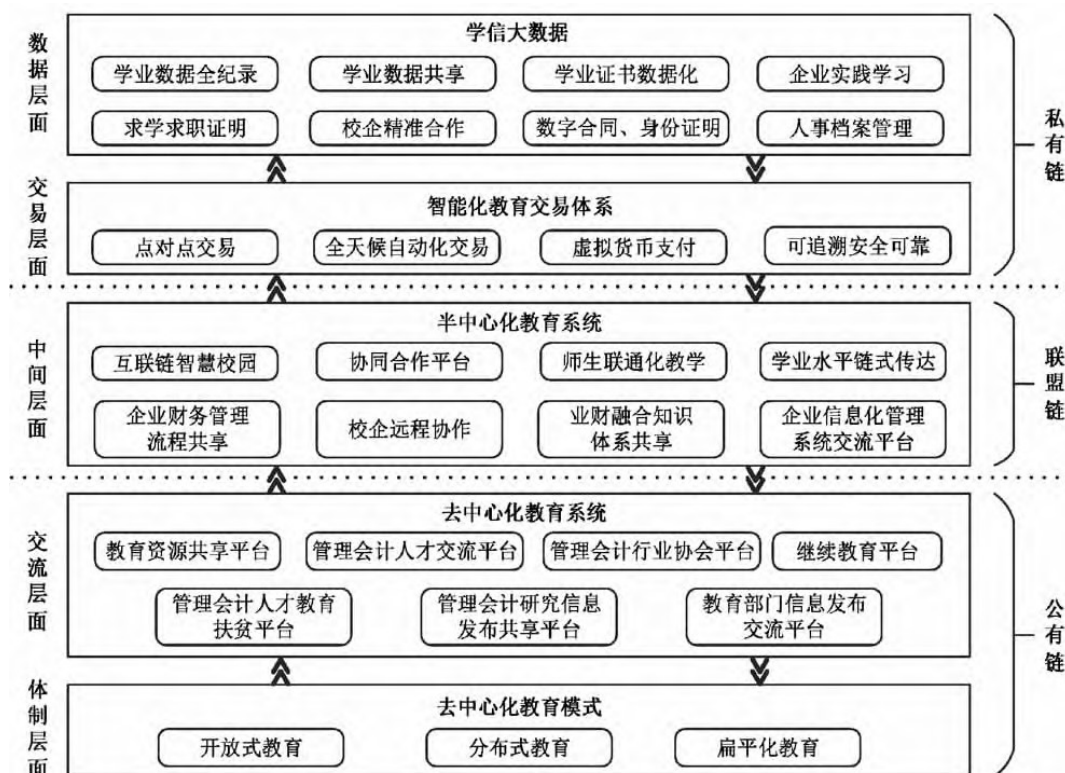 数据层面
学信大数据
学业数据全纪录
学业数据共享
学业证书数据化
企业实践学习
求学求职证明
校企精准合作
数字合同、身份证明
人事档案管理
私有链
交易层面
智能化教育交易体系
点对点交易
全天候自动化交易
虚拟货币支付
可追溯安全可靠
中间层面
半中心化教育系统
互联链智慧校园
协同合作平台
师生联通化教学
学业水平链式传达
企业财务管理
流程共享
校企远程协作
业财融合知识
体系共享
企业信息化管理
系统交流平台
联盟链
交流层面
去中心化教育系统
教育资源共享平台
管理会计人才交流平台
管理会计行业协会平台
继续教育平台
管理会计人才教育
扶贫平台
管理会计研究信息
发布共享平台
教育部门信息发布
交流平台
公有链
体制层面
去中心化教育模式
开放式教育
分布式教育
扁平化教育